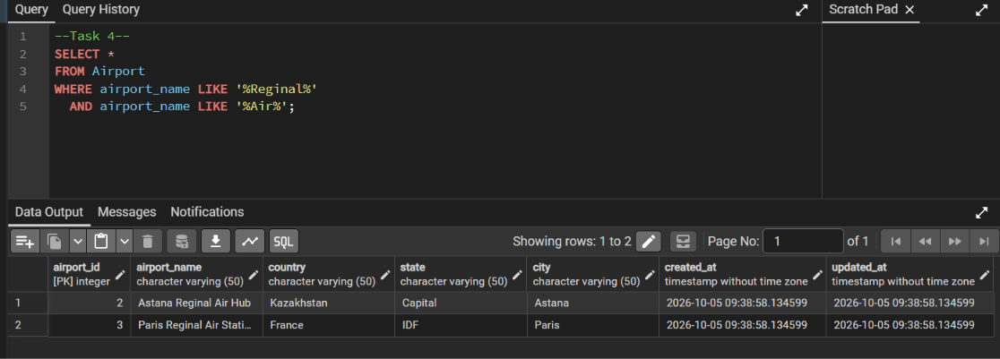 Query Query History Scratch Pad ×
1 --Task 4--
2 SELECT *
3 FROM Airport
4 WHERE airport_name LIKE '%Reginal%'
5 AND airport_name LIKE '%Air%';
Data Output Messages Notifications
SQL Showing rows: 1 to 2 Page No: 1 of 1
airport_id airport_name country state city created_at updated_at
[PK] integer character varying (50) character varying (50) character varying (50) character varying (50) timestamp without time zone timestamp without time zone
1 2 Astana Reginal Air Hub Kazakhstan Capital Astana 2026-10-05 09:38:58.134599 2026-10-05 09:38:58.134599
2 3 Paris Reginal Air Stati... France IDF Paris 2026-10-05 09:38:58.134599 2026-10-05 09:38:58.134599